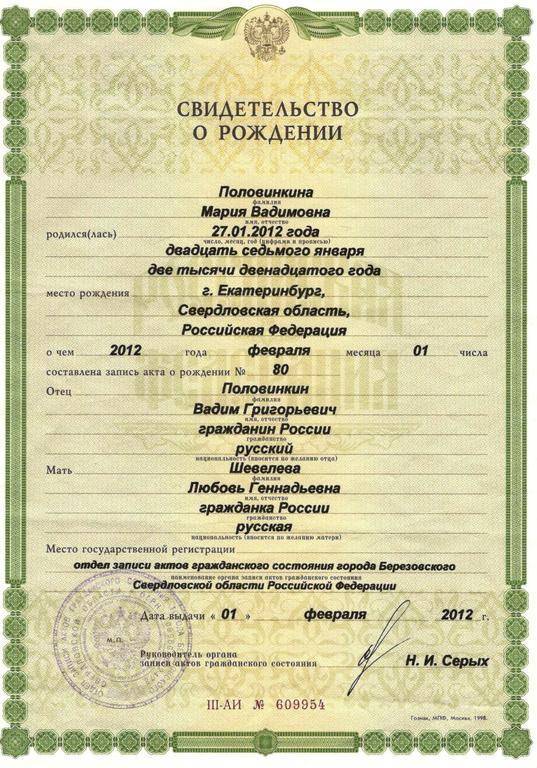 СВИДЕТЕЛЬСТВО
О РОЖДЕНИИ
Половинкина
фамилия
Мария Вадимовна
имя, отчество
родился(лась) 27.01.2012 года
число, месяц, год (цифрами и прописью)
двадцать седьмого января
две тысячи двенадцатого года
место рождения г. Екатеринбург,
Свердловская область,
Российская Федерация
о чем 2012 года февраля месяца 01 числа
составлена запись акта о рождении № 80
Отец Половинкин
фамилия
Вадим Григорьевич
имя, отчество
гражданин России
гражданство
русский
национальность (вносится по желанию отца)
Мать Шевелева
фамилия
Любовь Геннадьевна
имя, отчество
гражданка России
гражданство
русская
национальность (вносится по желанию матери)
Место государственной регистрации
отдел записи актов гражданского состояния города Березовского
наименование органа записи актов гражданского состояния
Свердловской области Российской Федерации
Дата выдачи « 01 » февраля 2012 г.
М.П.
Руководитель органа
записи актов гражданского состояния Н. И. Серых
III-АИ № 609954
Гознак, МПФ, Москва, 1998.